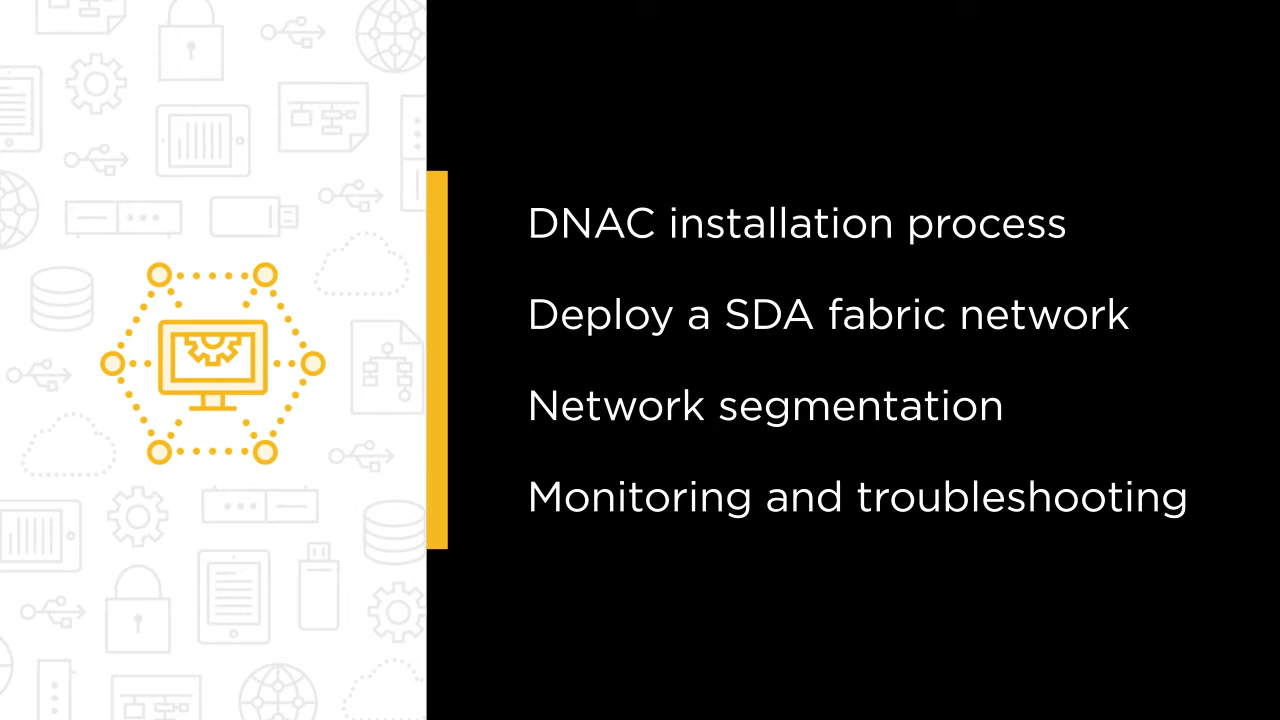 DNAC installation process
Deploy a SDA fabric network
Network segmentation
Monitoring and troubleshooting